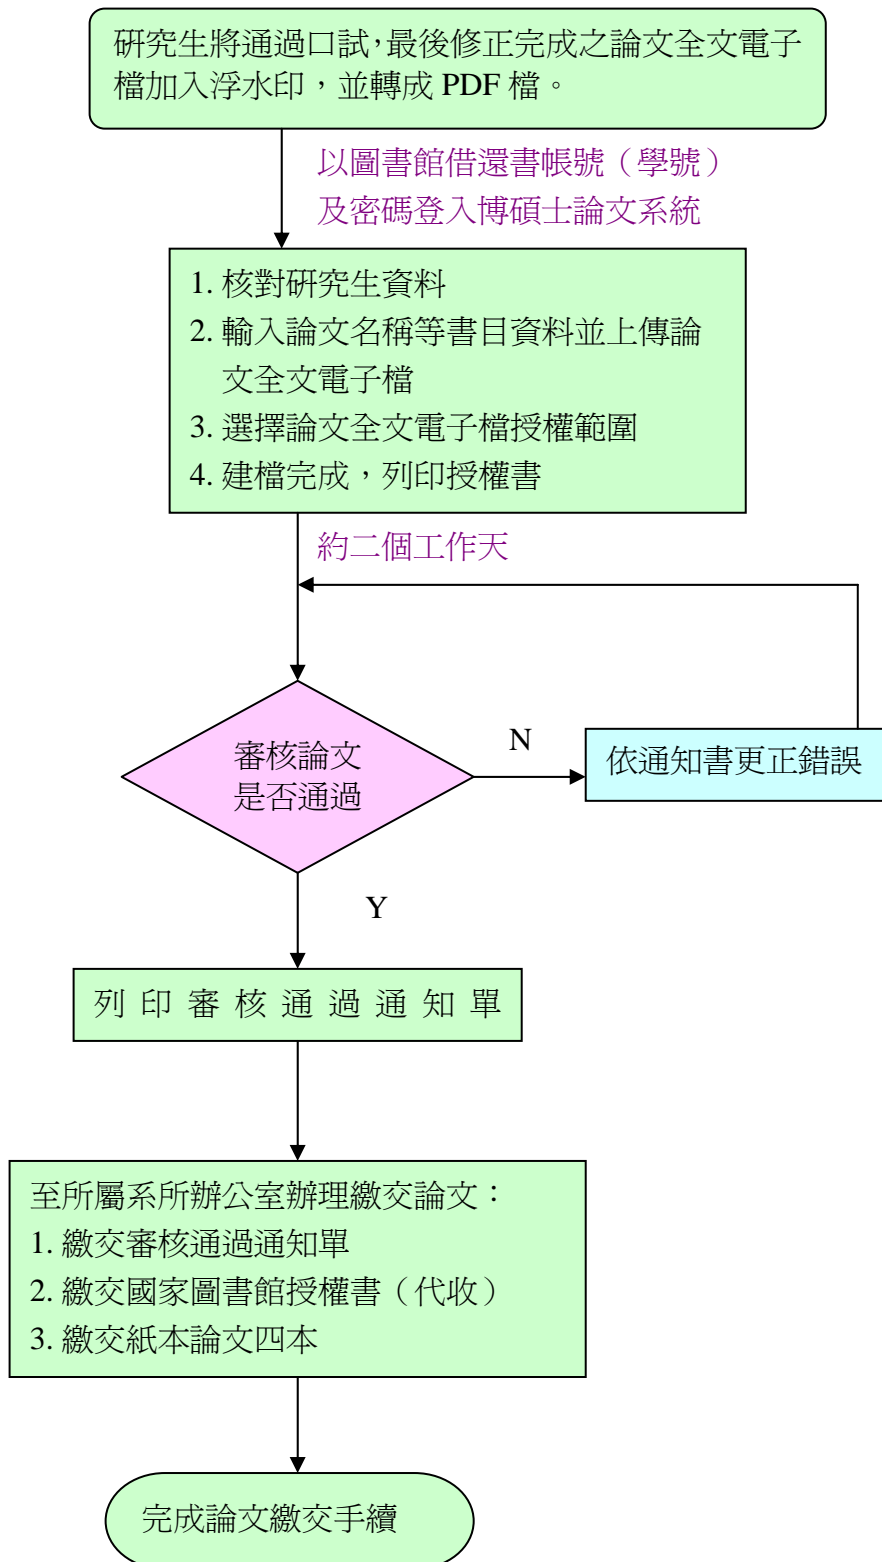 研究生將通過口試，最後修正完成之論文全文電子
檔加入浮水印，並轉成 PDF 檔。
以圖書館借還書帳號（學號）
及密碼登入博碩士論文系統
1. 核對研究生資料
2. 輸入論文名稱等書目資料並上傳論
文全文電子檔
3. 選擇論文全文電子檔授權範圍
4. 建檔完成，列印授權書
約二個工作天
審核論文
是否通過
N
依通知書更正錯誤
Y
列印審核通過通知單
至所屬系所辦公室辦理繳交論文：
1. 繳交審核通過通知單
2. 繳交國家圖書館授權書（代收）
3. 繳交紙本論文四本
完成論文繳交手續